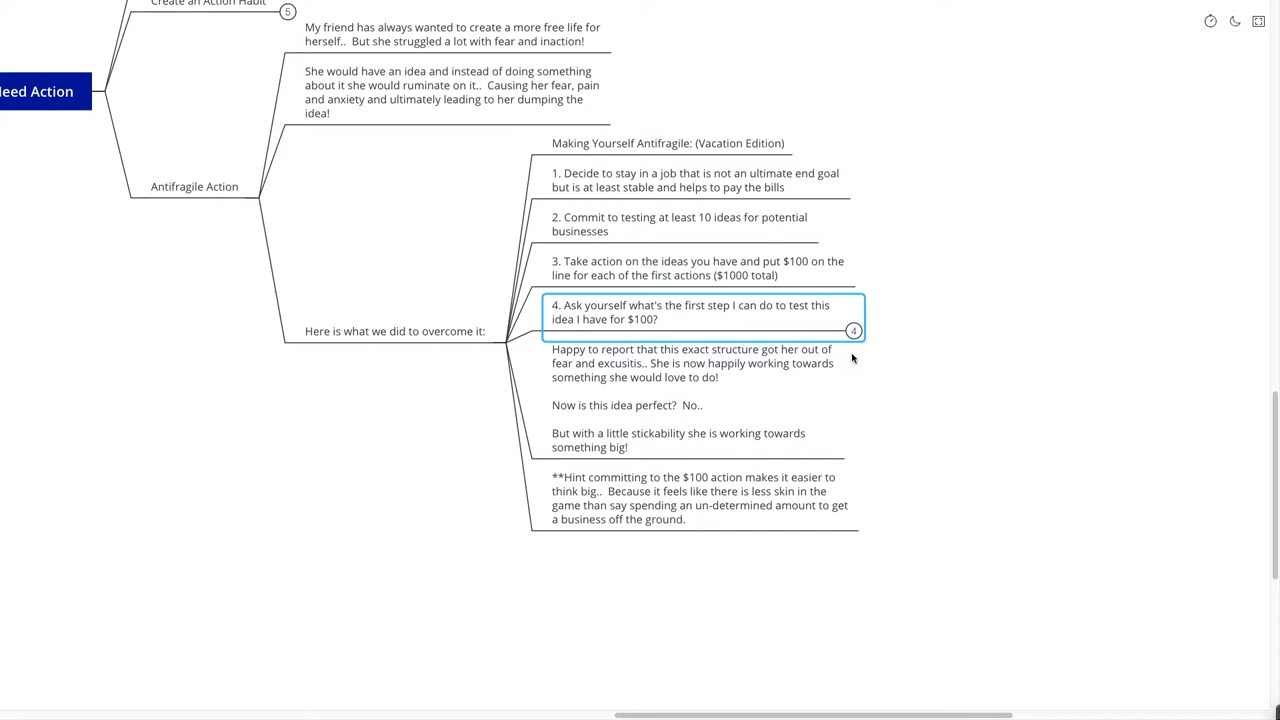 Create an Action Habit
5
My friend has always wanted to create a more free life for
herself..  But she struggled a lot with fear and inaction!
She would have an idea and instead of doing something
about it she would ruminate on it..  Causing her fear, pain
and anxiety and ultimately leading to her dumping the
idea!
eed Action
Antifragile Action
Here is what we did to overcome it:
Making Yourself Antifragile: (Vacation Edition)
1. Decide to stay in a job that is not an ultimate end goal
but is at least stable and helps to pay the bills
2. Commit to testing at least 10 ideas for potential
businesses
3. Take action on the ideas you have and put $100 on the
line for each of the first actions ($1000 total)
4. Ask yourself what's the first step I can do to test this
idea I have for $100?
4
Happy to report that this exact structure got her out of
fear and excusitis.. She is now happily working towards
something she would love to do!
Now is this idea perfect?  No..
But with a little stickability she is working towards
something big!
**Hint committing to the $100 action makes it easier to
think big..  Because it feels like there is less skin in the
game than say spending an un-determined amount to get
a business off the ground.